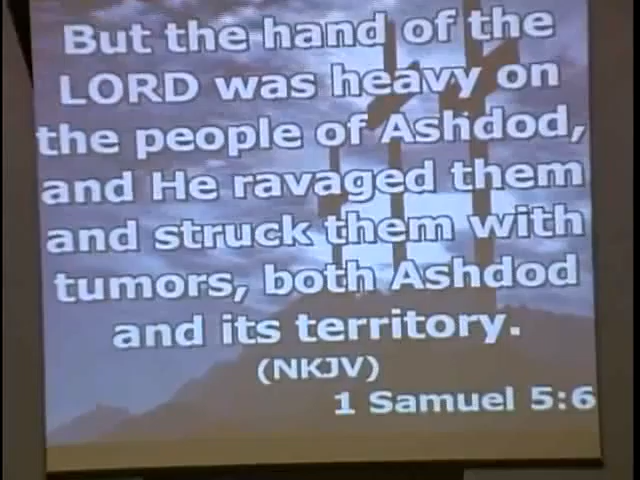 But the hand of the
LORD was heavy on
the people of Ashdod,
and He ravaged them
and struck them with
tumors, both Ashdod
and its territory.
(NKJV)
1 Samuel 5:6